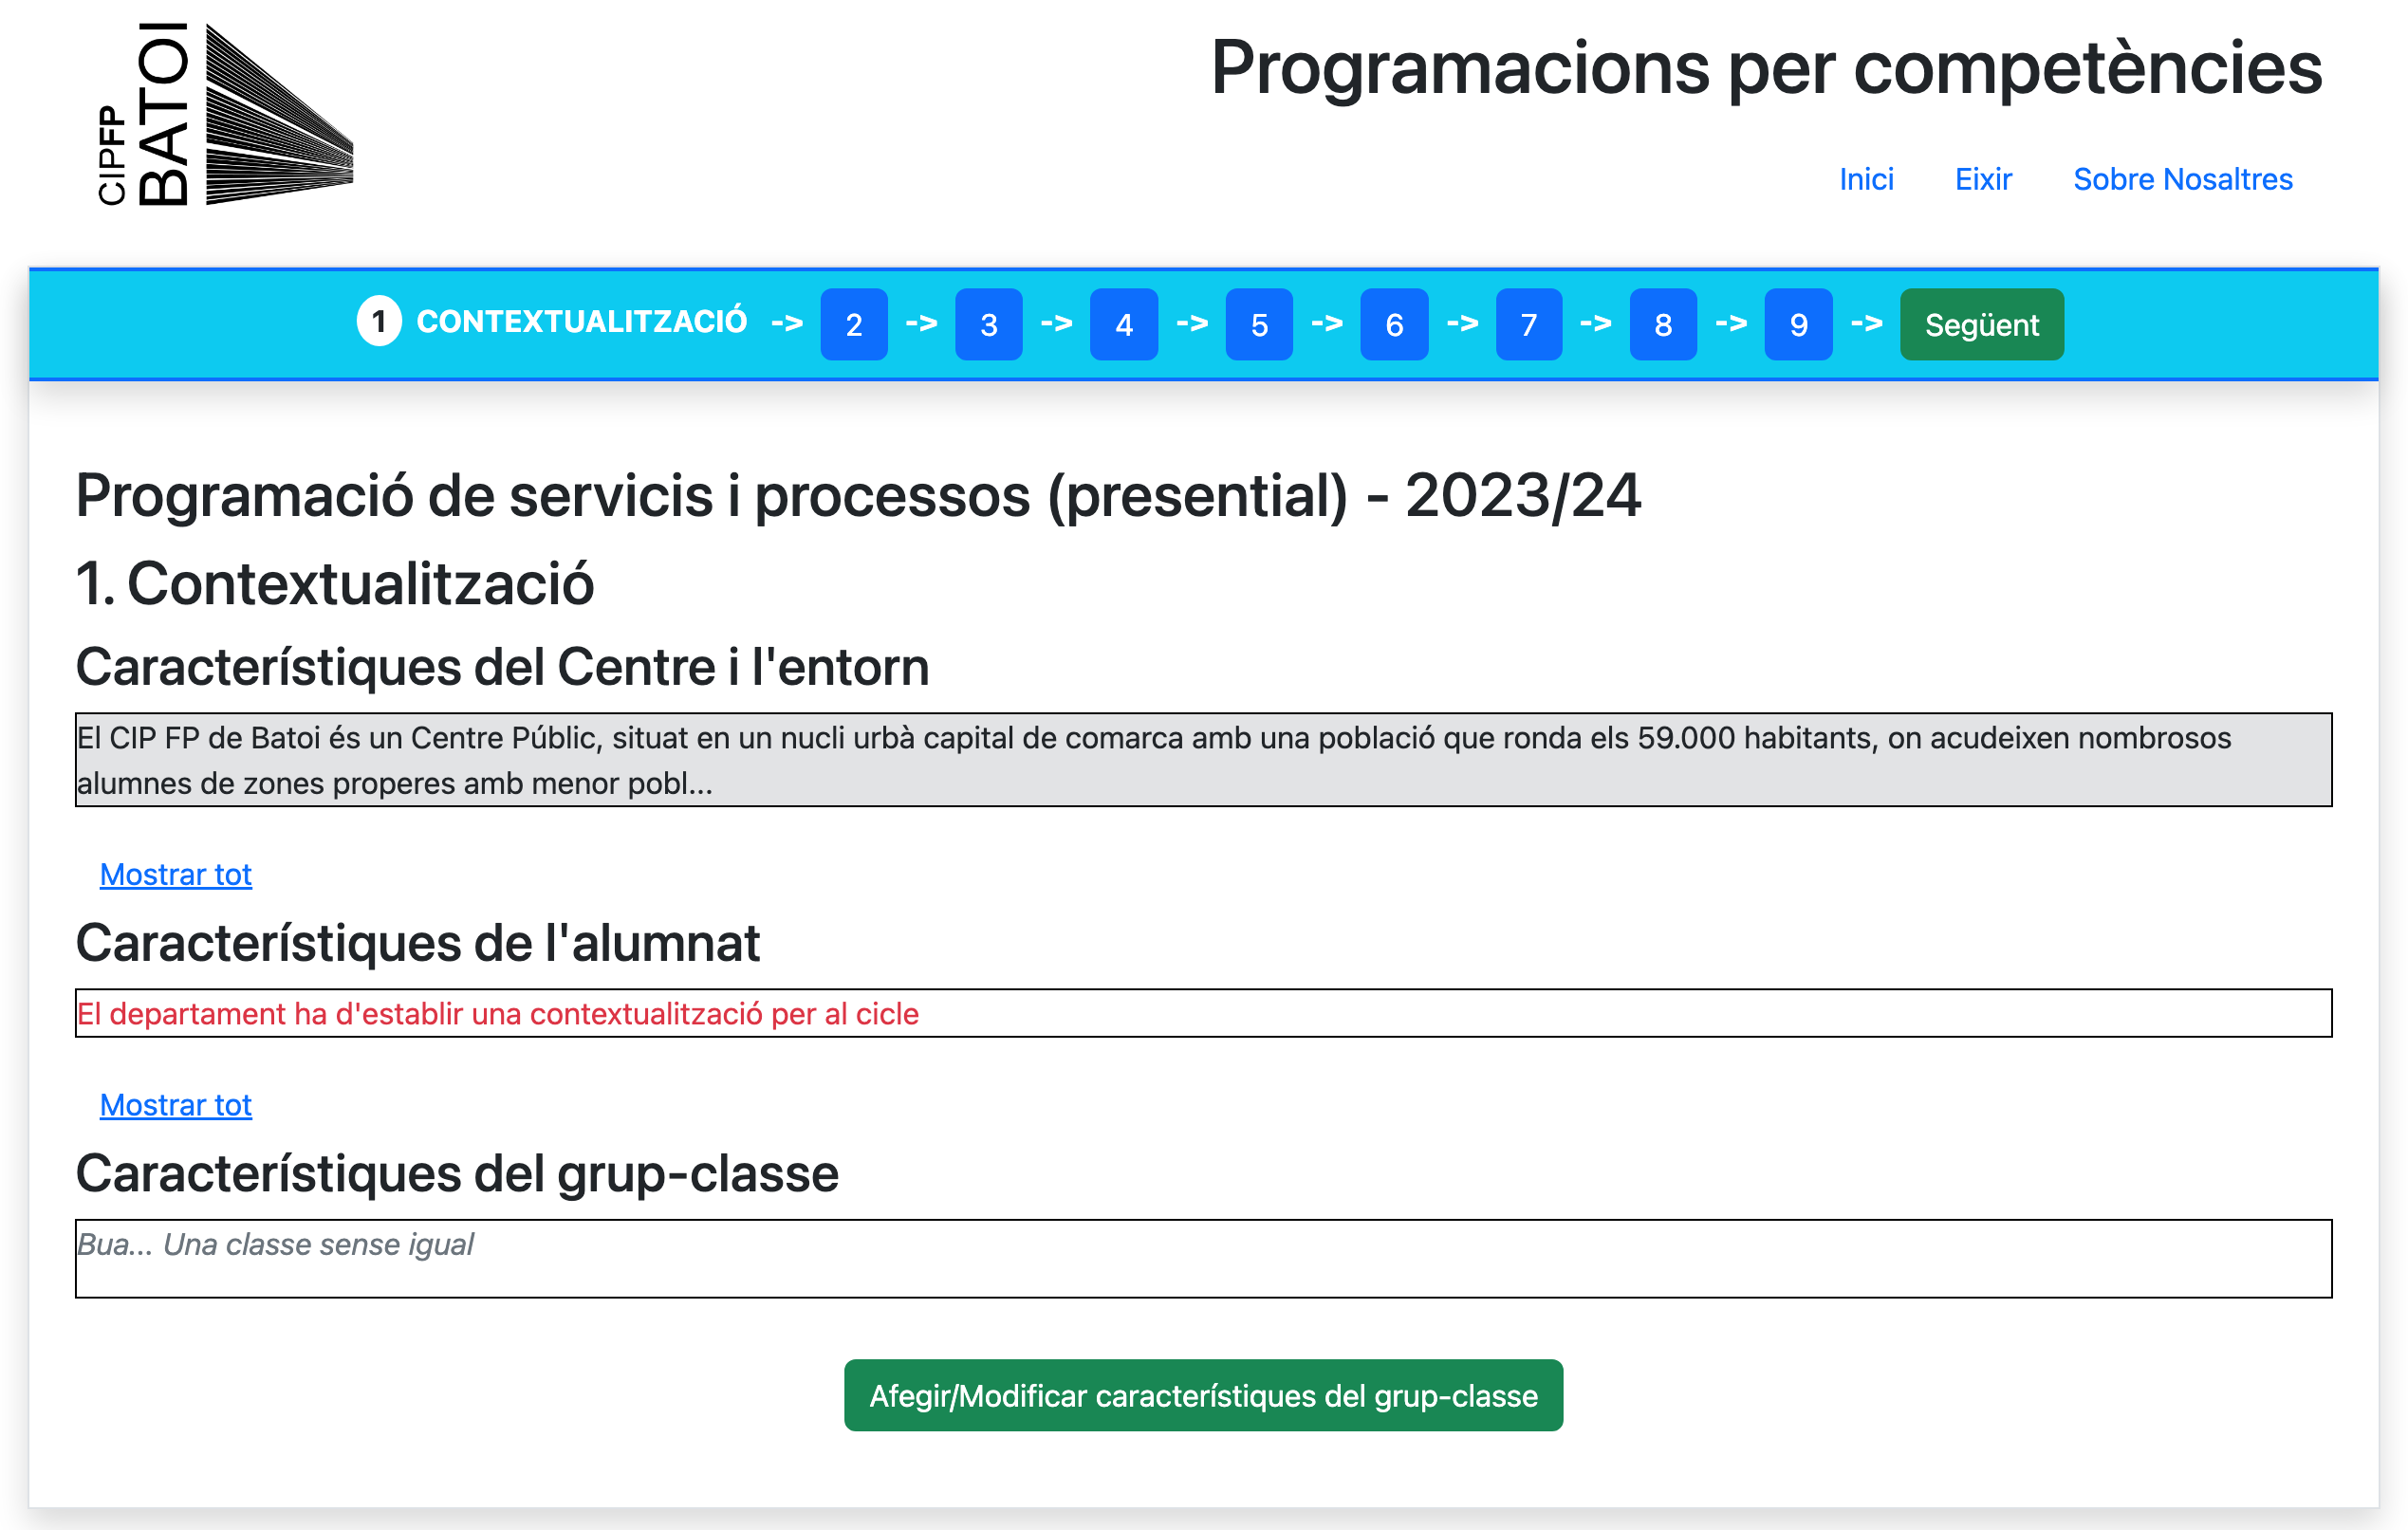 CIPFP
BATOI
Programacions per competències
Inici Eixir Sobre Nosaltres
1 CONTEXTUALITZACIÓ -> 2 -> 3 -> 4 -> 5 -> 6 -> 7 -> 8 -> 9 -> Següent
Programació de servicis i processos (presential) - 2023/24
1. Contextualització
Característiques del Centre i l'entorn
El CIP FP de Batoi és un Centre Públic, situat en un nucli urbà capital de comarca amb una població que ronda els 59.000 habitants, on acudeixen nombrosos
alumnes de zones properes amb menor pobl...
Mostrar tot
Característiques de l'alumnat
El departament ha d'establir una contextualització per al cicle
Mostrar tot
Característiques del grup-classe
Bua... Una classe sense igual
Afegir/Modificar característiques del grup-classe